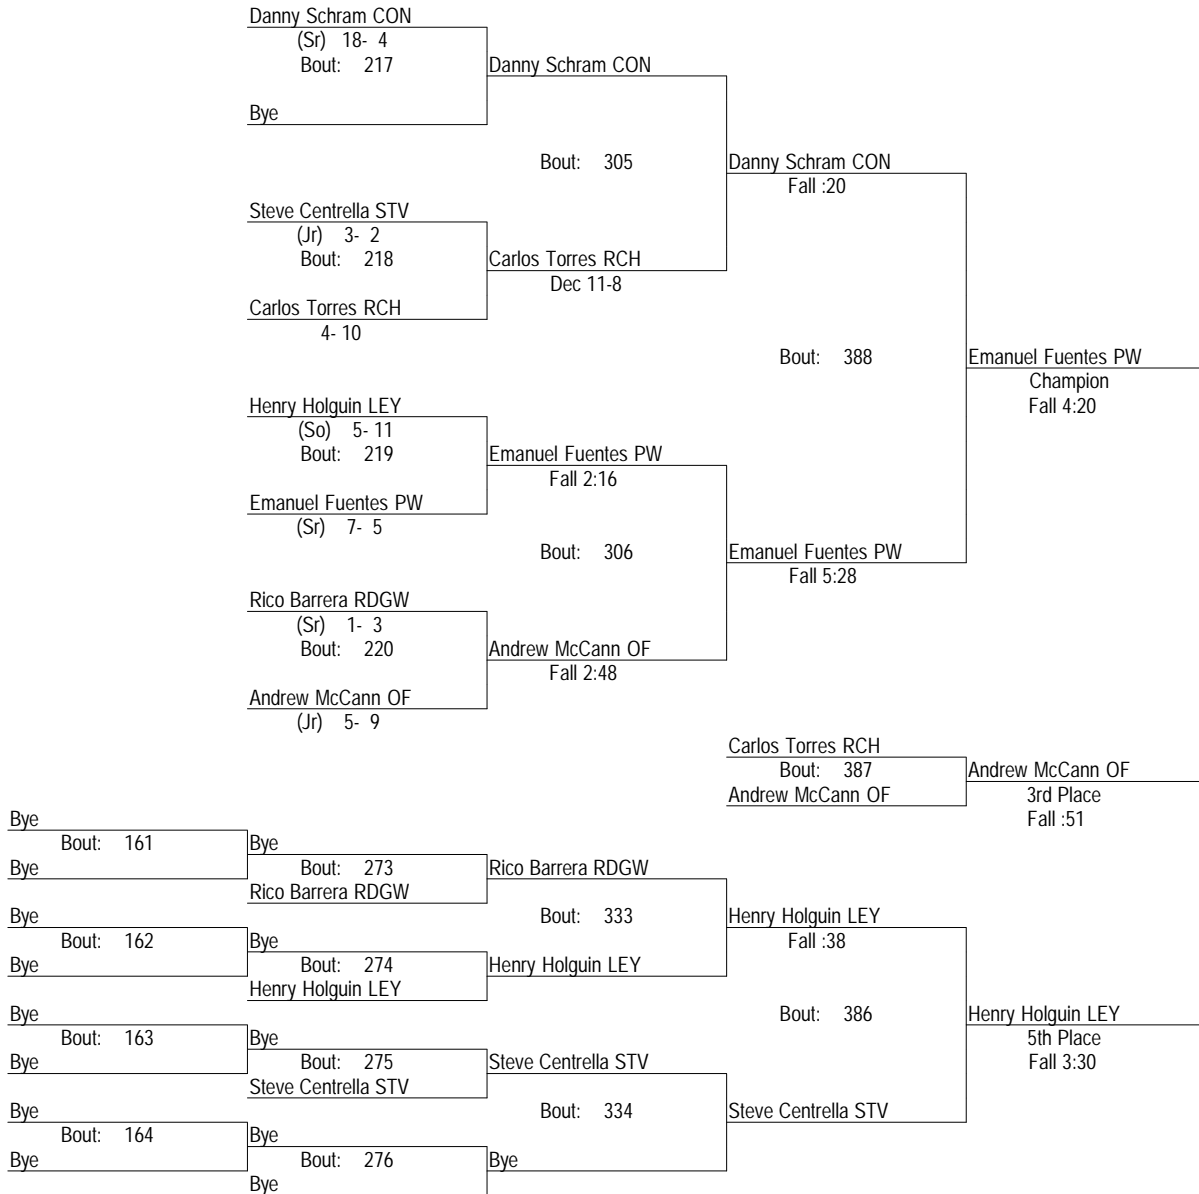 Danny Schram CON
(Sr) 18- 4
Bout: 217
Danny Schram CON
Bye
Bout: 305
Danny Schram CON
Fall :20
Steve Centrella STV
(Jr) 3- 2
Bout: 218
Carlos Torres RCH
Dec 11-8
Carlos Torres RCH
4- 10
Bout: 388
Emanuel Fuentes PW
Champion
Fall 4:20
Henry Holguin LEY
(So) 5- 11
Bout: 219
Emanuel Fuentes PW
Fall 2:16
Emanuel Fuentes PW
(Sr) 7- 5
Bout: 306
Emanuel Fuentes PW
Fall 5:28
Rico Barrera RDGW
(Sr) 1- 3
Bout: 220
Andrew McCann OF
Fall 2:48
Andrew McCann OF
(Jr) 5- 9
Carlos Torres RCH
Bout: 387
Andrew McCann OF
Andrew McCann OF
3rd Place
Fall :51
Bye
Bout: 161
Bye
Bye
Bout: 273
Rico Barrera RDGW
Rico Barrera RDGW
Bye
Bout: 162
Bye
Bout: 333
Henry Holguin LEY
Fall :38
Bye
Bout: 274
Henry Holguin LEY
Henry Holguin LEY
Bye
Bout: 163
Bye
Bout: 386
Henry Holguin LEY
5th Place
Fall 3:30
Bye
Bout: 275
Steve Centrella STV
Steve Centrella STV
Bye
Bout: 164
Bye
Bout: 334
Steve Centrella STV
Bye
Bout: 276
Bye
Bye